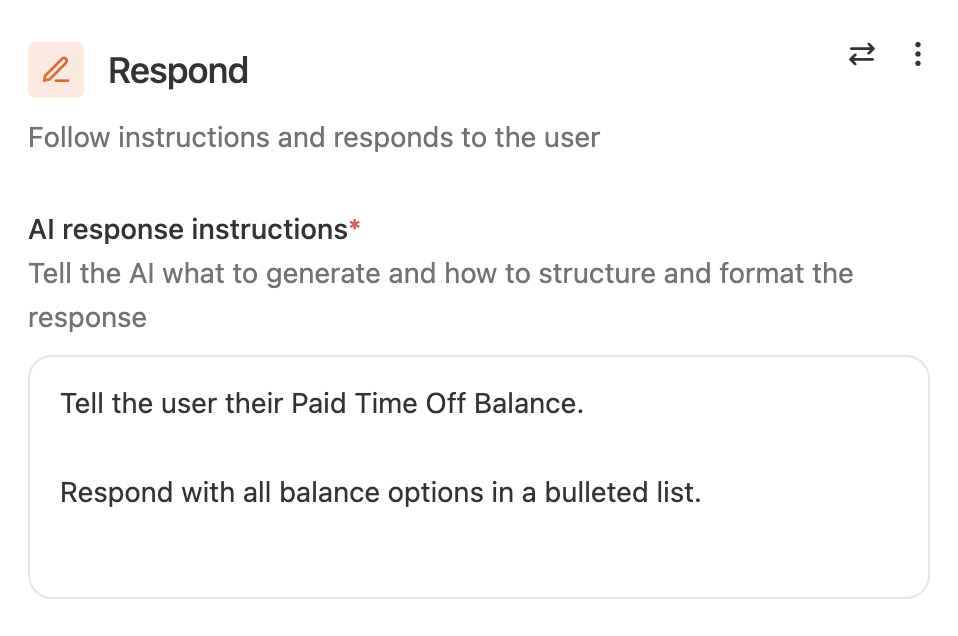 Respond
Follow instructions and responds to the user
AI response instructions*
Tell the AI what to generate and how to structure and format the
response
Tell the user their Paid Time Off Balance.
Respond with all balance options in a bulleted list.